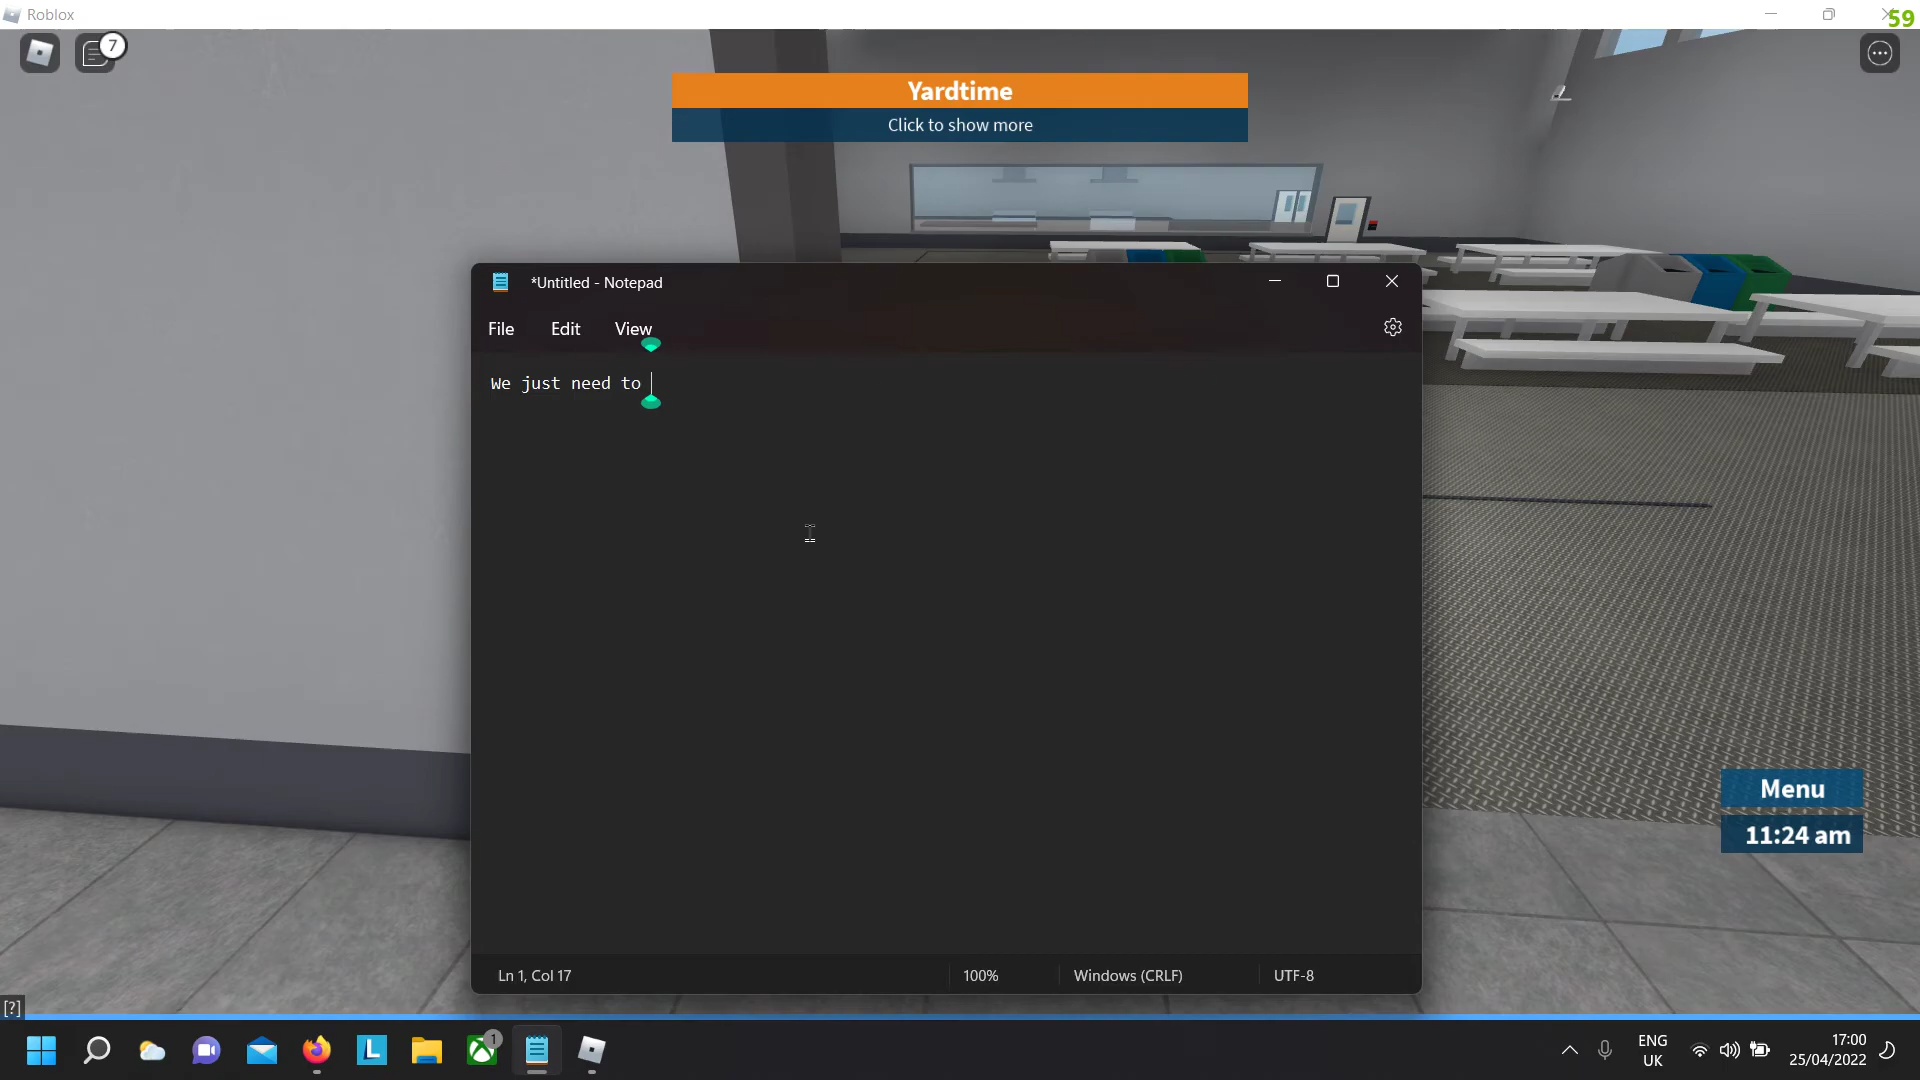 Roblox
59
7
Yardtime
Click to show more
*Untitled - Notepad
File Edit View
We just need to
Menu
11:24 am
Ln 1, Col 17 100% Windows (CRLF) UTF-8
[?]
L
1
ENG
UK
17:00
25/04/2022